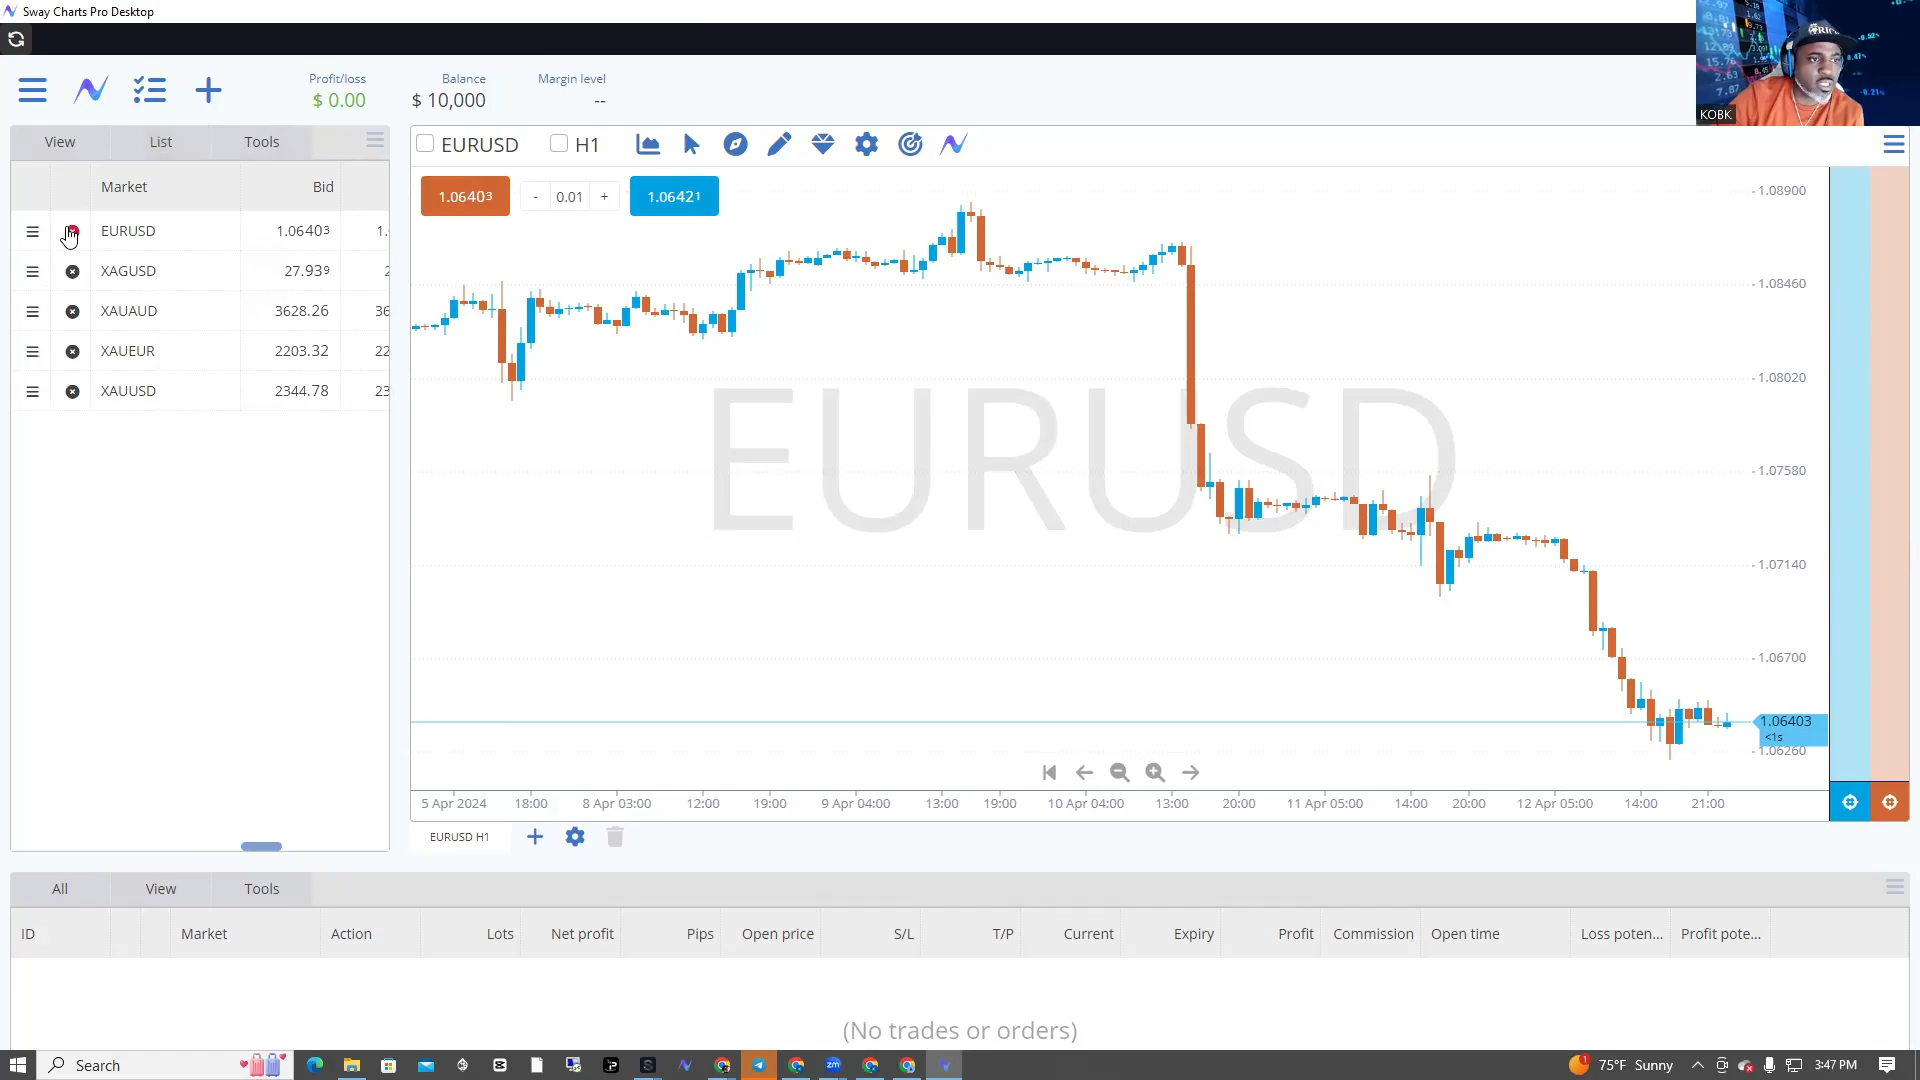 Sway Charts Pro Desktop
Profit/loss
$ 0.00
Balance
$ 10,000
Margin level
--
KOBK
View
List
Tools
Market
Bid
EURUSD
1.06403
1.
XAGUSD
27.939
2
XAUAUD
3628.26
36
XAUEUR
2203.32
22
XAUUSD
2344.78
23
EURUSD
H1
1.06403
-
0.01
+
1.06421
EURUSD
1.08900
1.08460
1.08020
1.07580
1.07140
1.06700
1.06403
<1s
1.06260
5 Apr 2024
18:00
8 Apr 03:00
12:00
19:00
9 Apr 04:00
13:00
19:00
10 Apr 04:00
13:00
20:00
11 Apr 05:00
14:00
20:00
12 Apr 05:00
14:00
21:00
EURUSD H1
All
View
Tools
ID
Market
Action
Lots
Net profit
Pips
Open price
S/L
T/P
Current
Expiry
Profit
Commission
Open time
Loss poten...
Profit pote...
(No trades or orders)
Search
75°F Sunny
3:47 PM